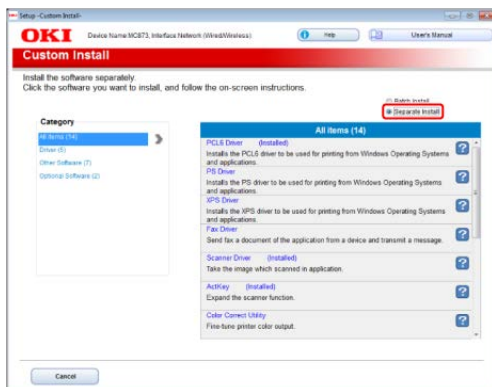 Setup -Custom Install-
OKI
Device Name:MC873, Interface:Network (Wired/Wireless)
Help
User's Manual
Custom Install
Install the software separately.
Click the software you want to install, and follow the on-screen instructions.
Batch Install
Separate Install
Category
All items (14)
Driver (5)
Other Software (7)
Optional Software (2)
All items (14)
PCL6 Driver (Installed)
Installs the PCL6 driver to be used for printing from Windows Operating Systems
and applications.
PS Driver
Installs the PS driver to be used for printing from Windows Operating Systems
and applications.
XPS Driver
Installs the XPS driver to be used for printing from Windows Operating Systems
and applications.
Fax Driver
Send fax a document of the application from a device and transmit a message.
Scanner Driver (Installed)
Take the image which scanned in application.
ActKey (Installed)
Expand the scanner function.
Color Correct Utility
Fine-tune printer color output.
Cancel